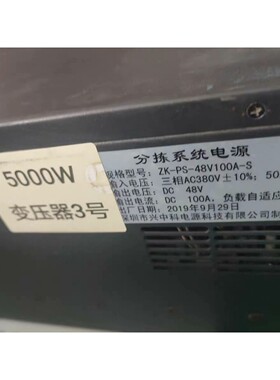 5000W
变压器3号
分拣系统电源
规格型号: ZK-PS-48V100A-S
输入电压: 三相AC380V±10%; 50
输出电压: DC 48V
输出电流: DC 100A, 负载自适应
出厂日期: 2019年9月29日
深圳市兴中科电源科技有限公司制